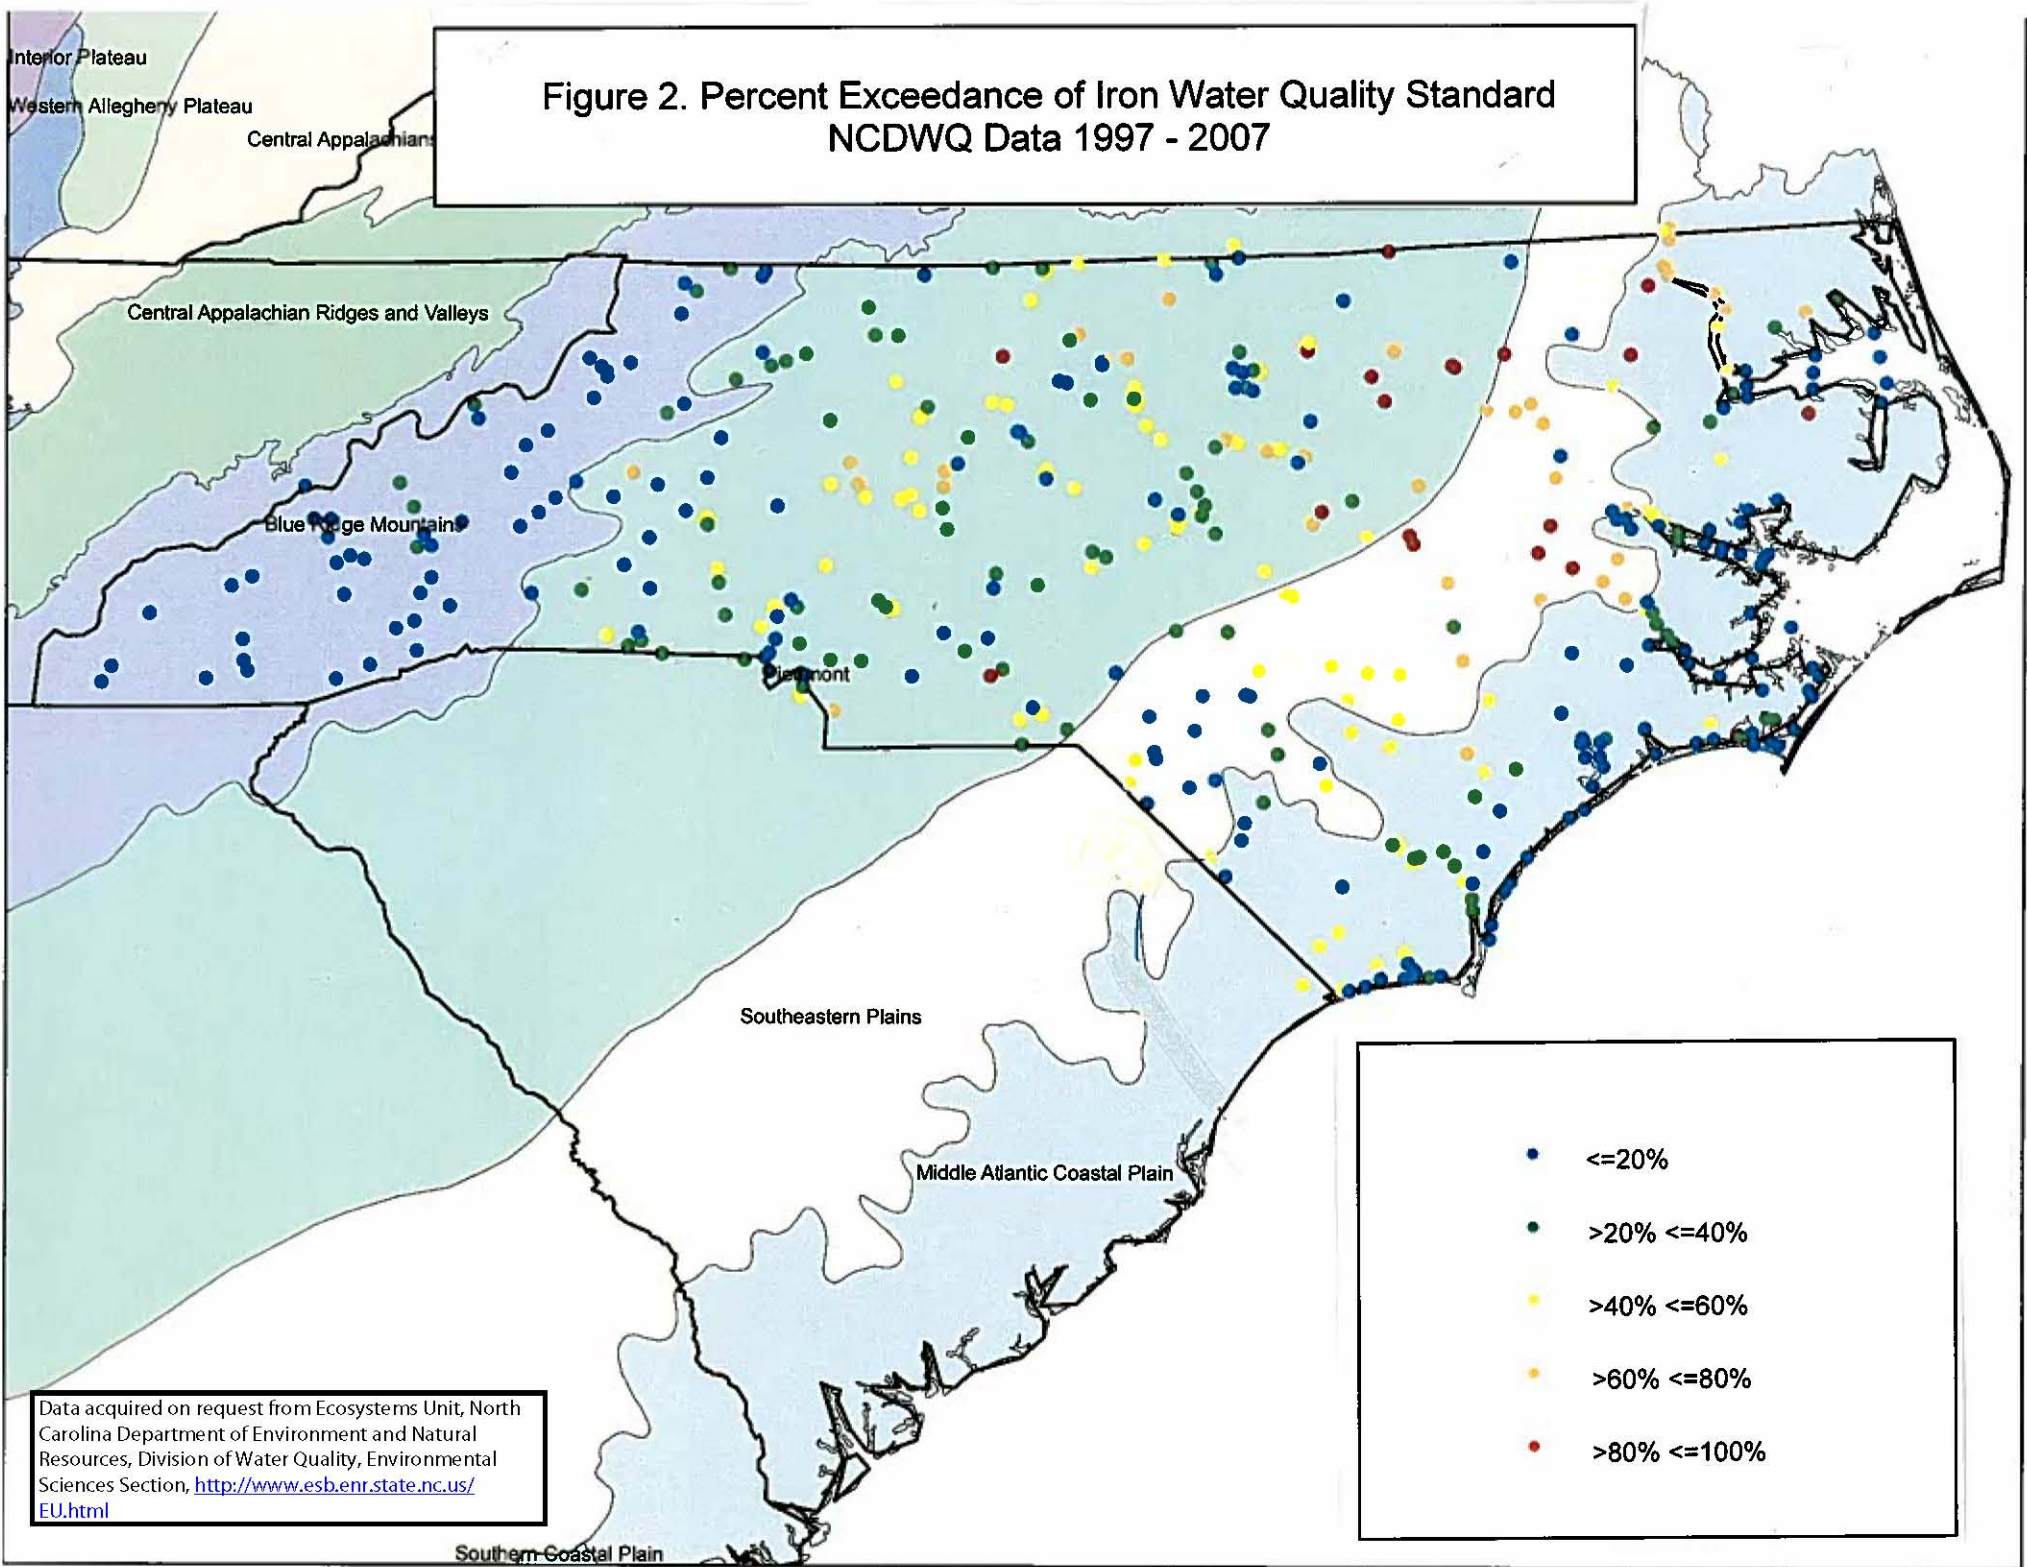 Figure 2. Percent Exceedance of Iron Water Quality Standard
NCDWQ Data 1997 - 2007
Interior Plateau
Western Allegheny Plateau
Central Appalachians
Central Appalachian Ridges and Valleys
Blue Ridge Mountains
Piedmont
Southeastern Plains
Middle Atlantic Coastal Plain
Southern Coastal Plain
<=20%
>20% <=40%
>40% <=60%
>60% <=80%
>80% <=100%
Data acquired on request from Ecosystems Unit, North
Carolina Department of Environment and Natural
Resources, Division of Water Quality, Environmental
Sciences Section, http://www.esb.enr.state.nc.us/
EU.html